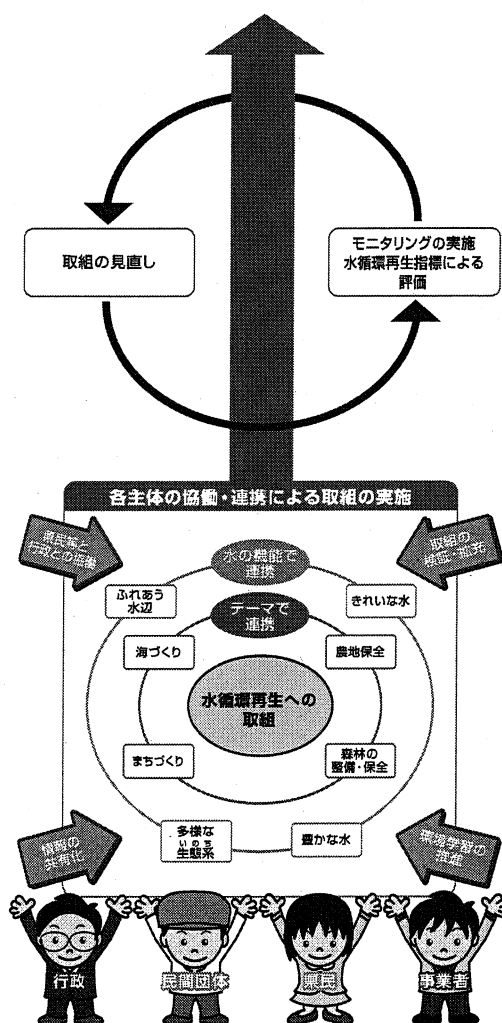 取組の見直し
モニタリングの実施
水循環再生指標による
評価
各主体の協働・連携による取組の実施
県民等と
行政との協働
取組の
検証・拡充
水の機能で
連携
ふれあう
水辺
きれいな水
テーマで
連携
海づくり
農地保全
水循環再生への
取組
まちづくり
森林の
整備・保全
多様な
いのち
生態系
豊かな水
情報の
共有化
環境学習の
推進
行政
民間団体
県民
事業者